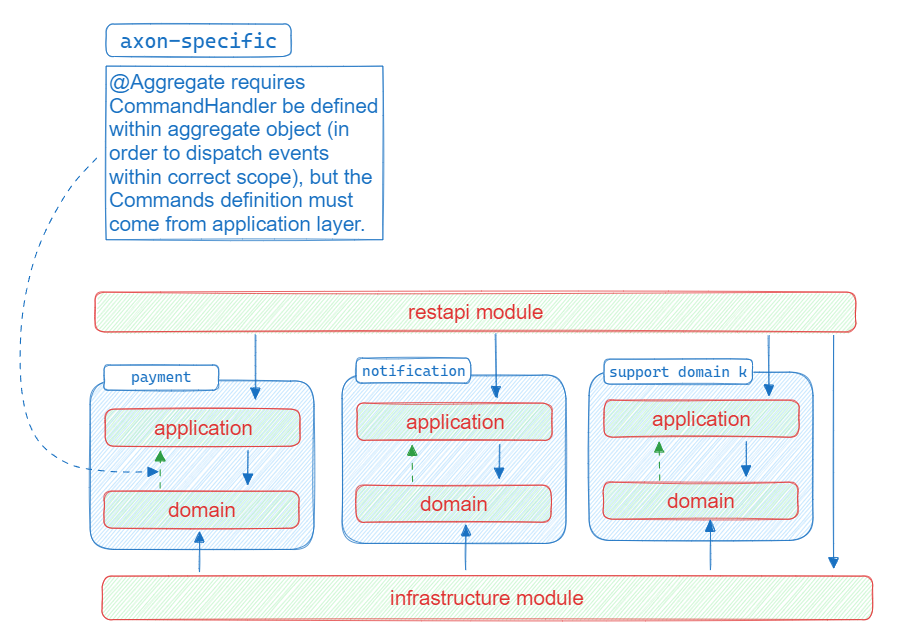 axon-specific
@Aggregate requires
CommandHandler be defined
within aggregate object (in
order to dispatch events
within correct scope), but the
Commands definition must
come from application layer.
restapi module
payment
application
domain
notification
application
domain
support domain k
application
domain
infrastructure module